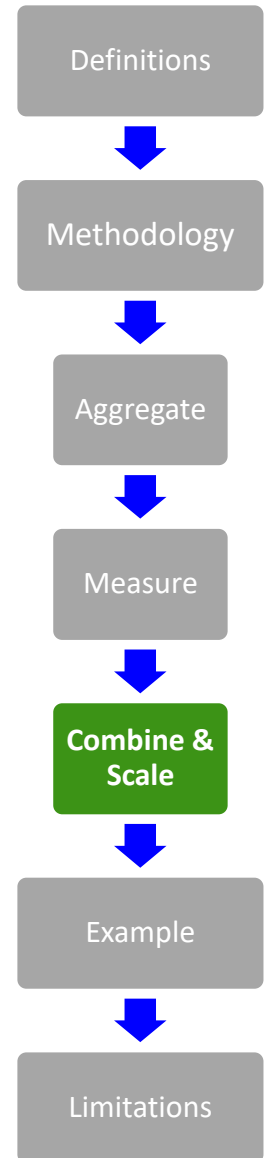 Definitions
Methodology
Aggregate
Measure
Combine &
Scale
Example
Limitations